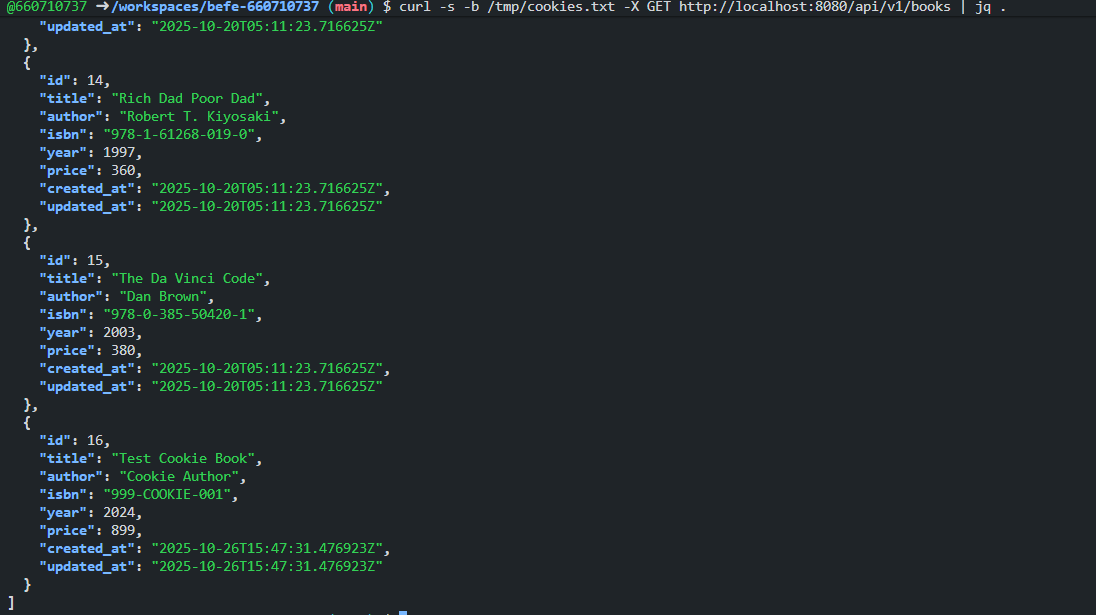 @660710737 ➜/workspaces/befe-660710737 (main) $ curl -s -b /tmp/cookies.txt -X GET http://localhost:8080/api/v1/books | jq .
    "updated_at": "2025-10-20T05:11:23.716625Z"
  },
  {
    "id": 14,
    "title": "Rich Dad Poor Dad",
    "author": "Robert T. Kiyosaki",
    "isbn": "978-1-61268-019-0",
    "year": 1997,
    "price": 360,
    "created_at": "2025-10-20T05:11:23.716625Z",
    "updated_at": "2025-10-20T05:11:23.716625Z"
  },
  {
    "id": 15,
    "title": "The Da Vinci Code",
    "author": "Dan Brown",
    "isbn": "978-0-385-50420-1",
    "year": 2003,
    "price": 380,
    "created_at": "2025-10-20T05:11:23.716625Z",
    "updated_at": "2025-10-20T05:11:23.716625Z"
  },
  {
    "id": 16,
    "title": "Test Cookie Book",
    "author": "Cookie Author",
    "isbn": "999-COOKIE-001",
    "year": 2024,
    "price": 899,
    "created_at": "2025-10-26T15:47:31.476923Z",
    "updated_at": "2025-10-26T15:47:31.476923Z"
  }
]